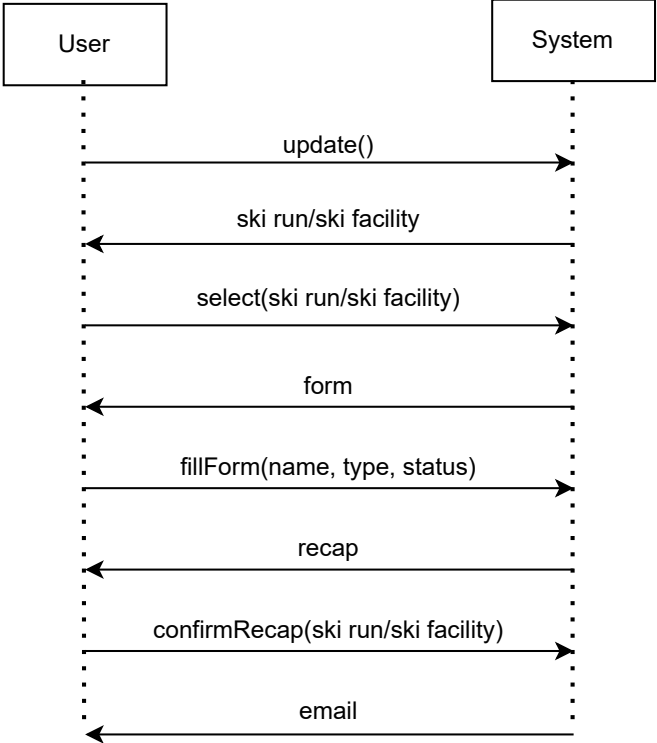 User
System
update()
ski run/ski facility
select(ski run/ski facility)
form
fillForm(name, type, status)
recap
confirmRecap(ski run/ski facility)
email